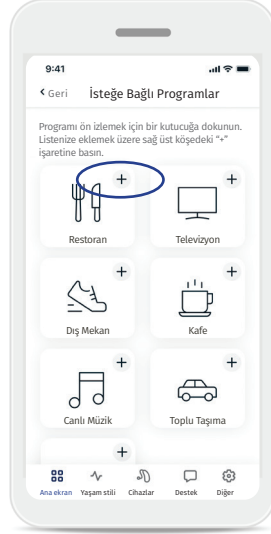 9:41
Geri İsteğe Bağlı Programlar
Programı ön izlemek için bir kutucuğa dokunun.
Listenize eklemek üzere sağ üst köşedeki “+”
işaretine basın.
+ +
Restoran Televizyon
+ +
Dış Mekan Kafe
+ +
Canlı Müzik Toplu Taşıma
+
Ana ekran Yaşam stili Cihazlar Destek Diğer